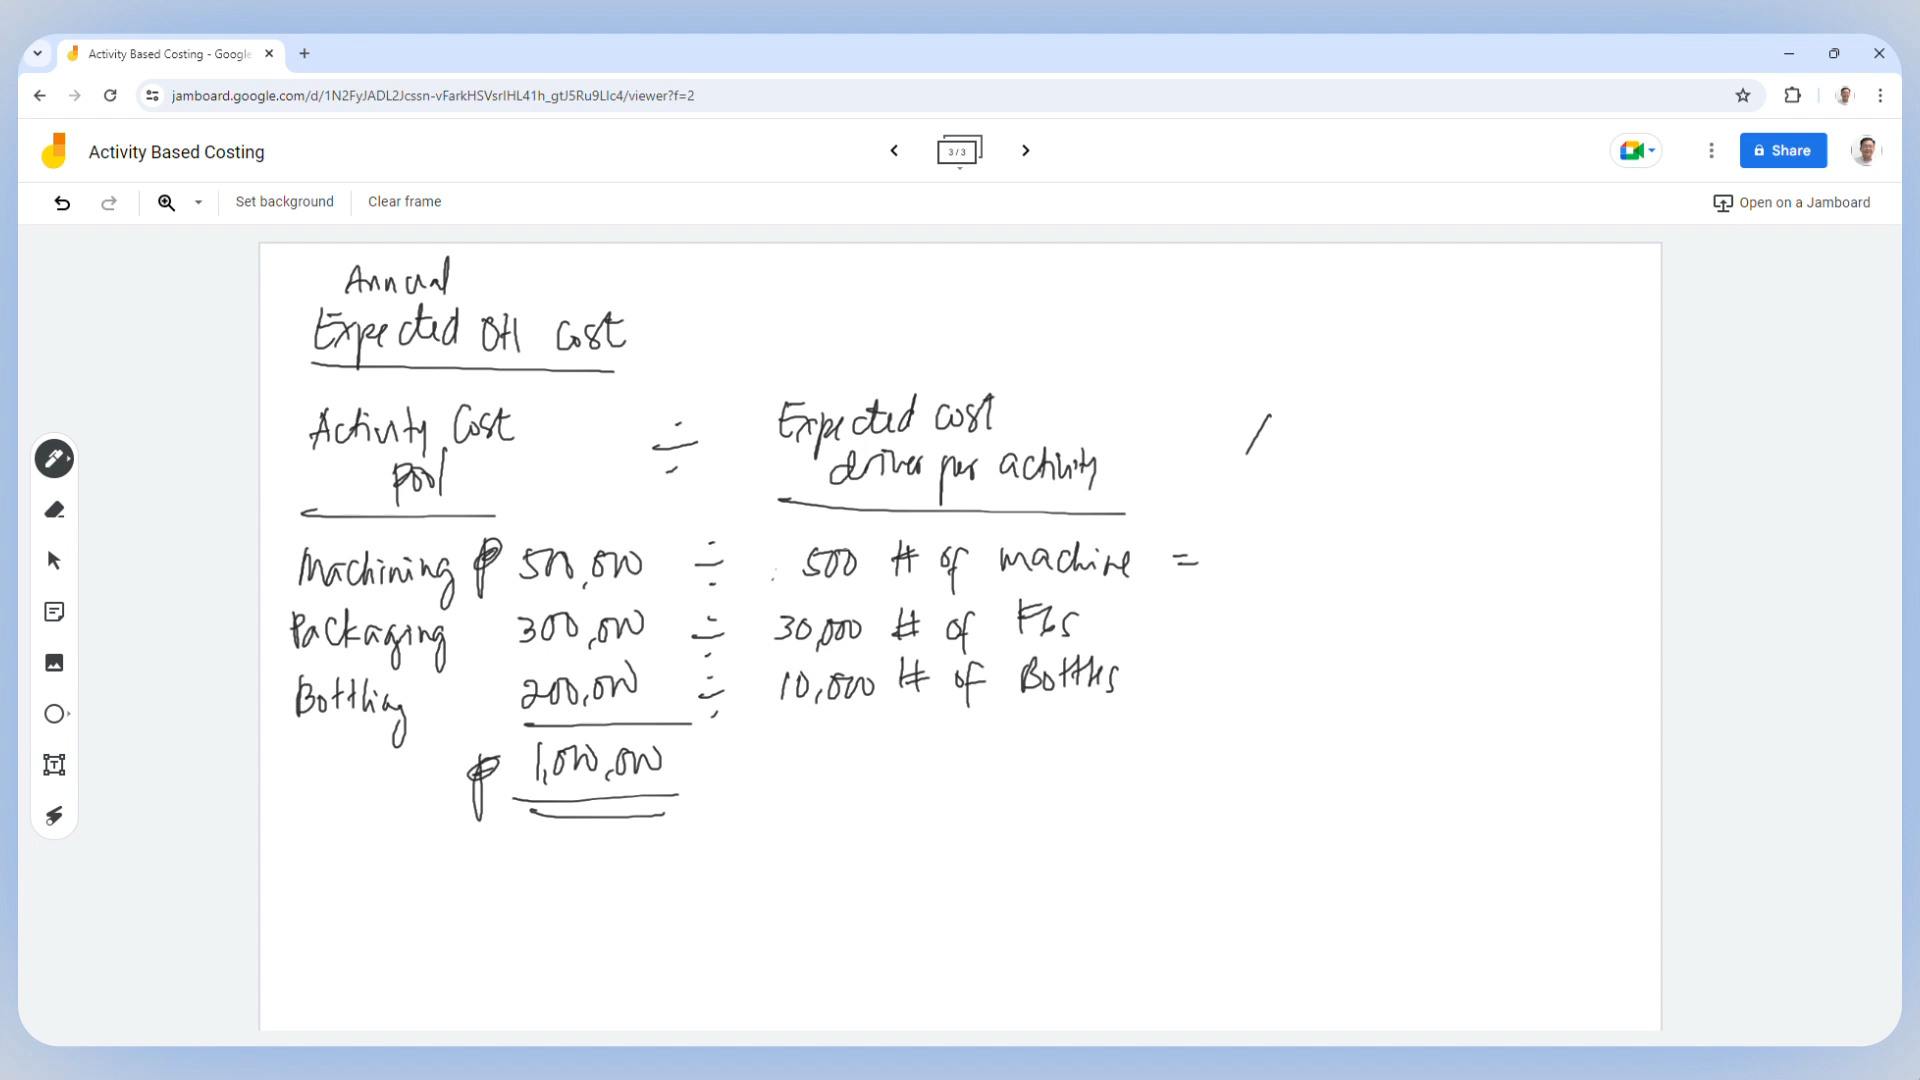 Activity Based Costing - Google
jamboard.google.com/d/1N2FyJADL2Jcssn-vFarkHSVsrIHL41h_gtJ5Ru9LIc4/viewer?f=2
Activity Based Costing
3 / 3
Share
Set background
Clear frame
Open on a Jamboard
Annual
Expected OH Cost
Activity Cost pool ÷ Expected cost driver per activity /
Machining ₱ 500,000 ÷ 500 # of machine =
Packaging 300,000 ÷ 30,000 # of
Bottling 200,000 ÷ 10,000 # of Bottles
₱ 1,000,000